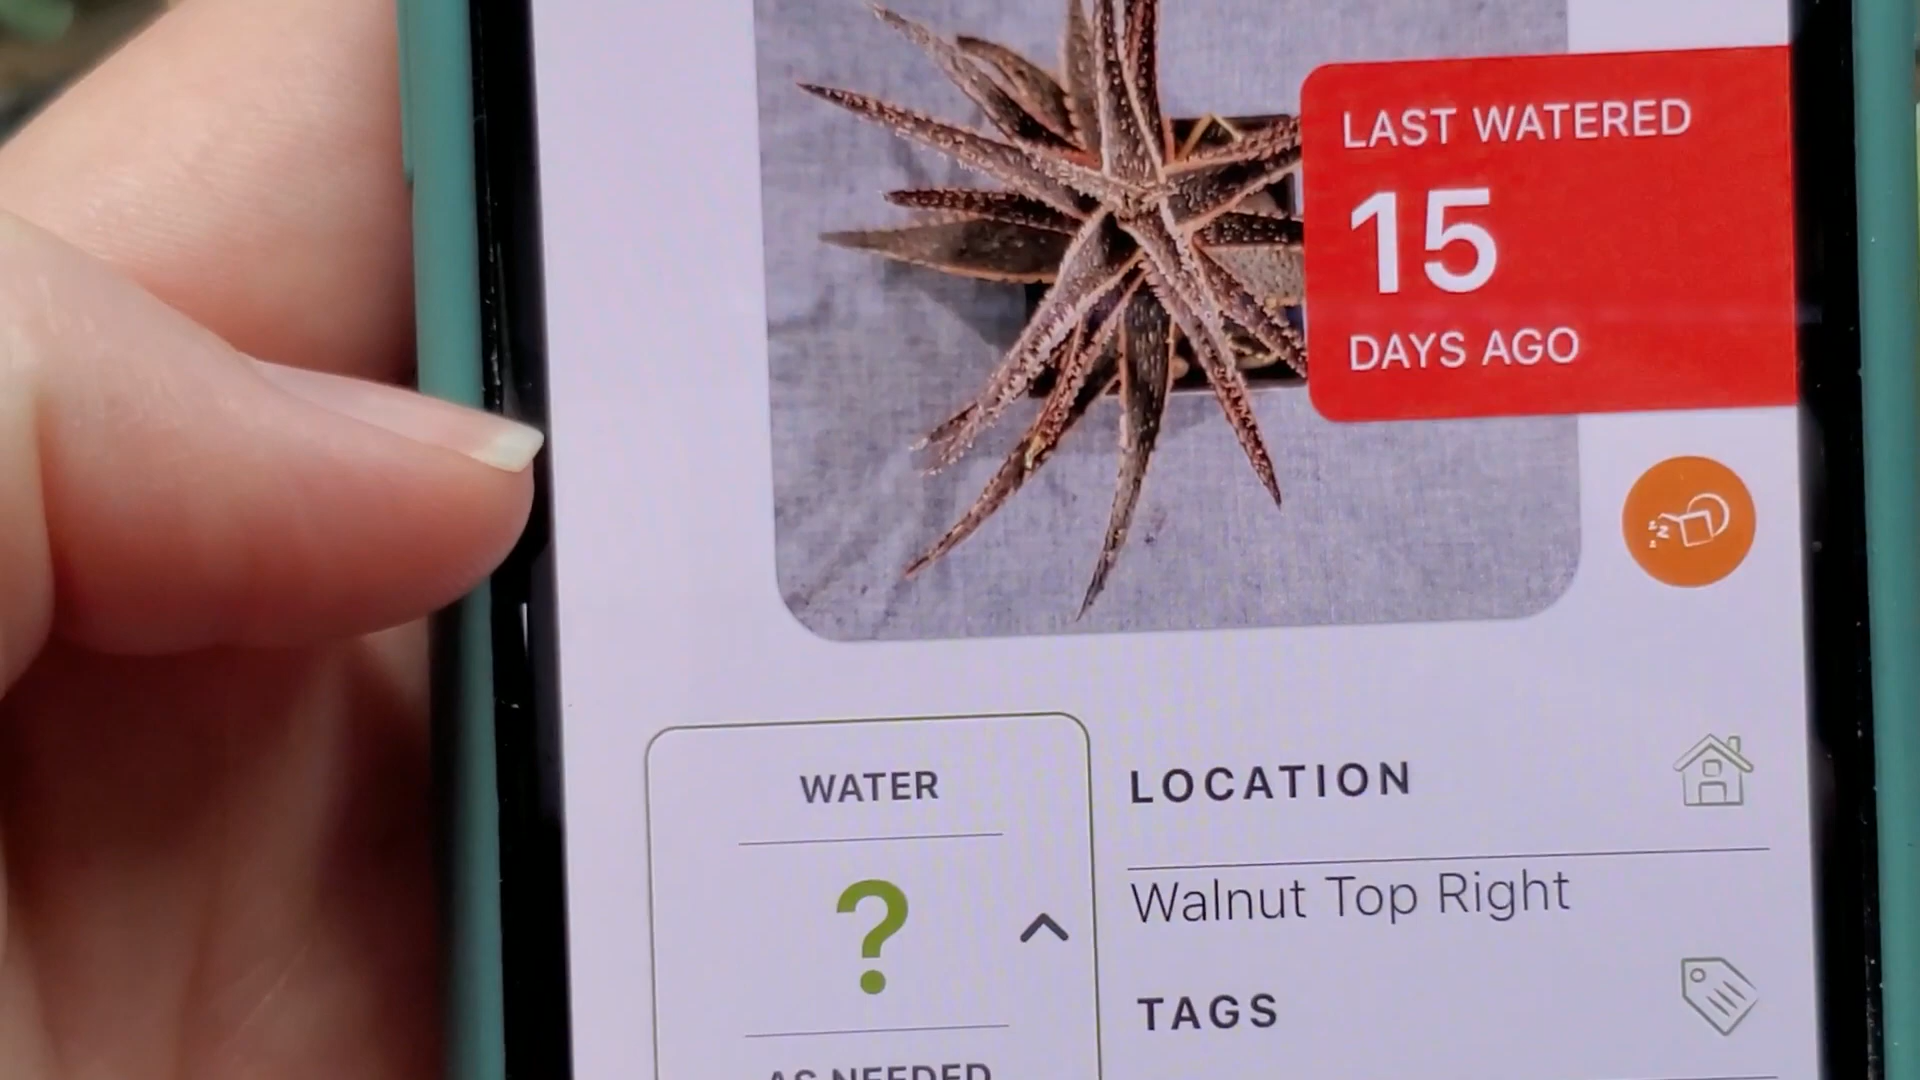 LAST WATERED
15
DAYS AGO
WATER
?
AS NEEDED
LOCATION
Walnut Top Right
TAGS